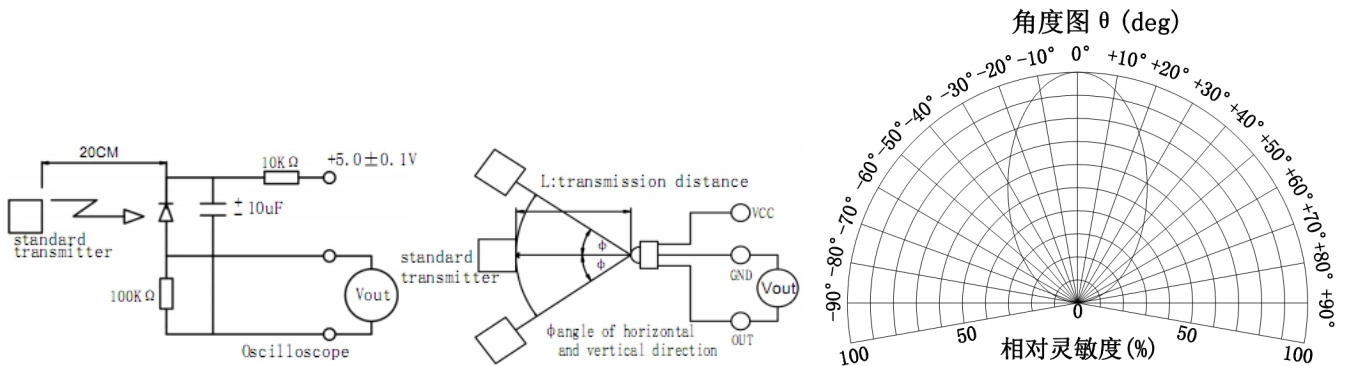 20CM
10KΩ
+5.0±0.1V
± 10uF
standard
transmitter
100KΩ
Vout
Oscilloscope
L:transmission distance
VCC
standard
transmitter
ϕ
ϕ
GND
Vout
OUT
ϕangle of horizontal
and vertical direction
角度图 θ (deg)
-90° -80° -70° -60° -50° -40° -30° -20° -10° 0° +10° +20° +30° +40° +50° +60° +70° +80° +90°
100 50 0 50 100
相对灵敏度(%)